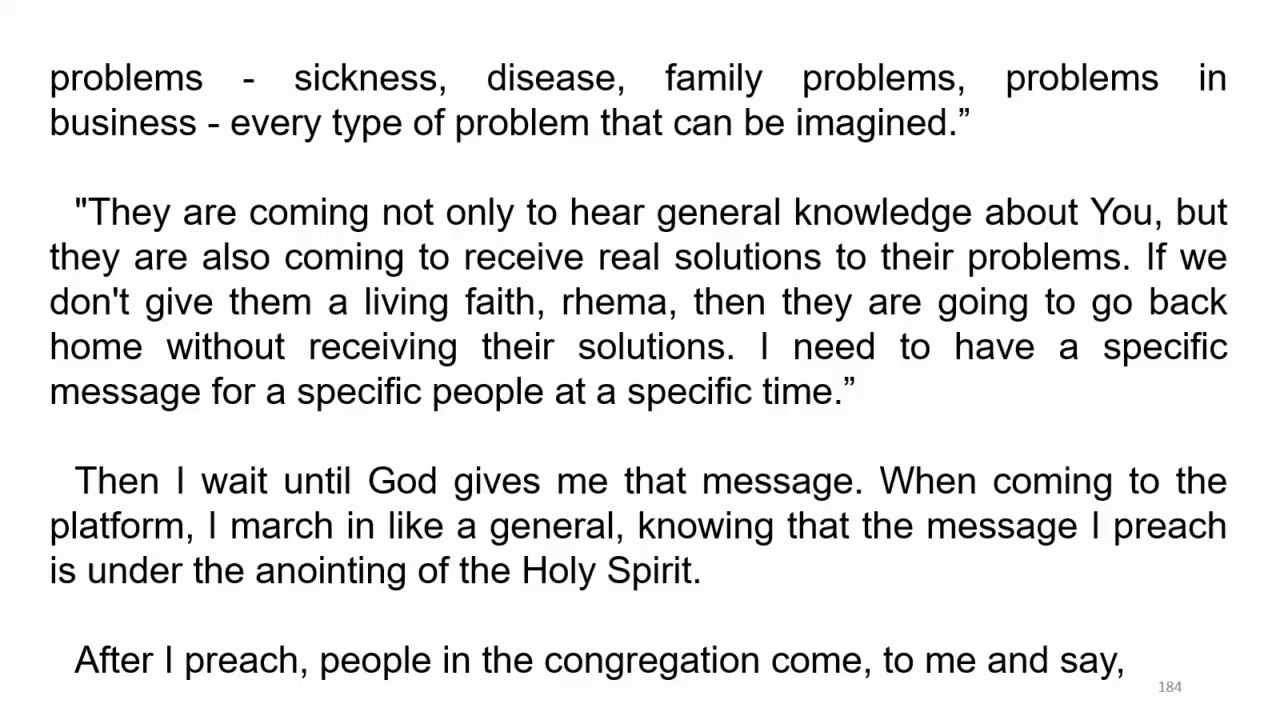 problems - sickness, disease, family problems, problems in
business - every type of problem that can be imagined.”
"They are coming not only to hear general knowledge about You, but
they are also coming to receive real solutions to their problems. If we
don't give them a living faith, rhema, then they are going to go back
home without receiving their solutions. I need to have a specific
message for a specific people at a specific time.”
Then I wait until God gives me that message. When coming to the
platform, I march in like a general, knowing that the message I preach
is under the anointing of the Holy Spirit.
After I preach, people in the congregation come, to me and say,
184